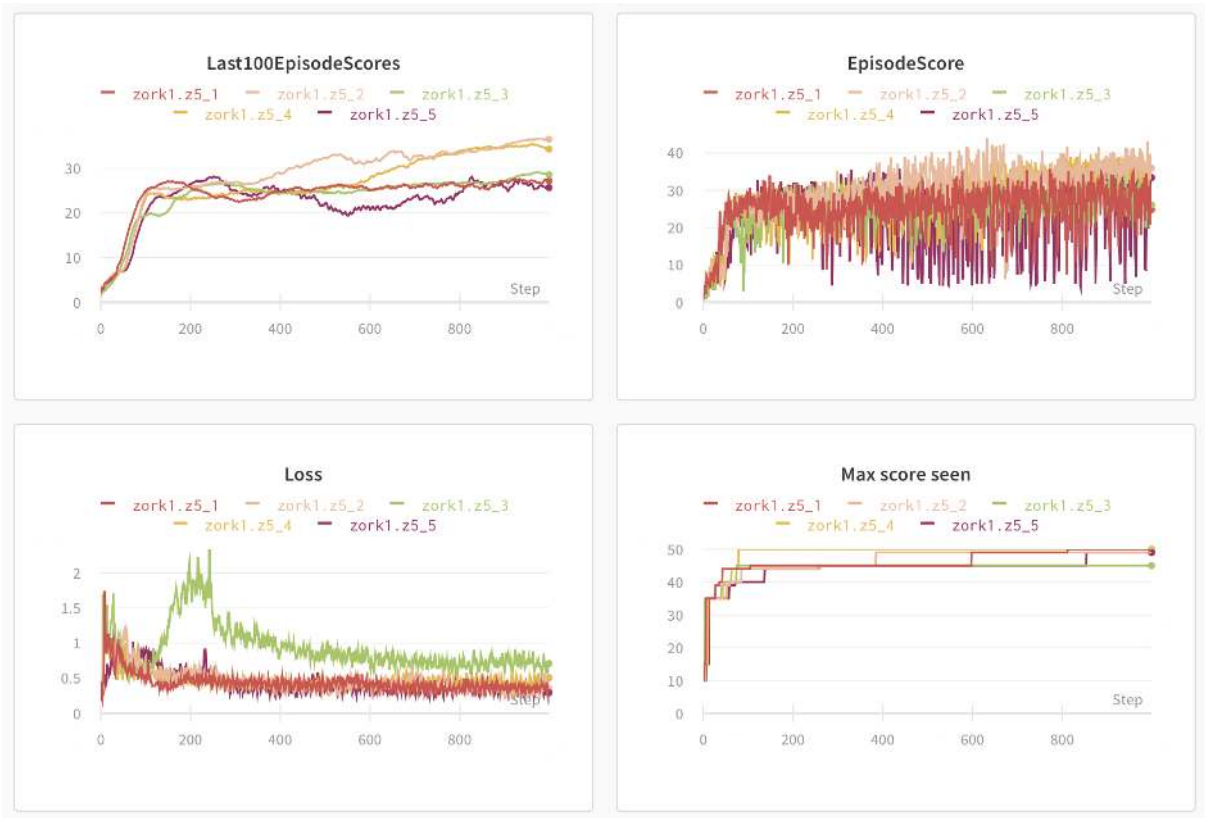 Last100EpisodeScores
zork1.z5_1 zork1.z5_2 zork1.z5_3
zork1.z5_4 zork1.z5_5
30
20
10
0
Step
0 200 400 600 800
EpisodeScore
zork1.z5_1 zork1.z5_2 zork1.z5_3
zork1.z5_4 zork1.z5_5
40
30
20
10
0
Step
0 200 400 600 800
Loss
zork1.z5_1 zork1.z5_2 zork1.z5_3
zork1.z5_4 zork1.z5_5
2
1.5
1
0.5
0
Step
0 200 400 600 800
Max score seen
zork1.z5_1 zork1.z5_2 zork1.z5_3
zork1.z5_4 zork1.z5_5
50
40
30
20
10
0
Step
0 200 400 600 800